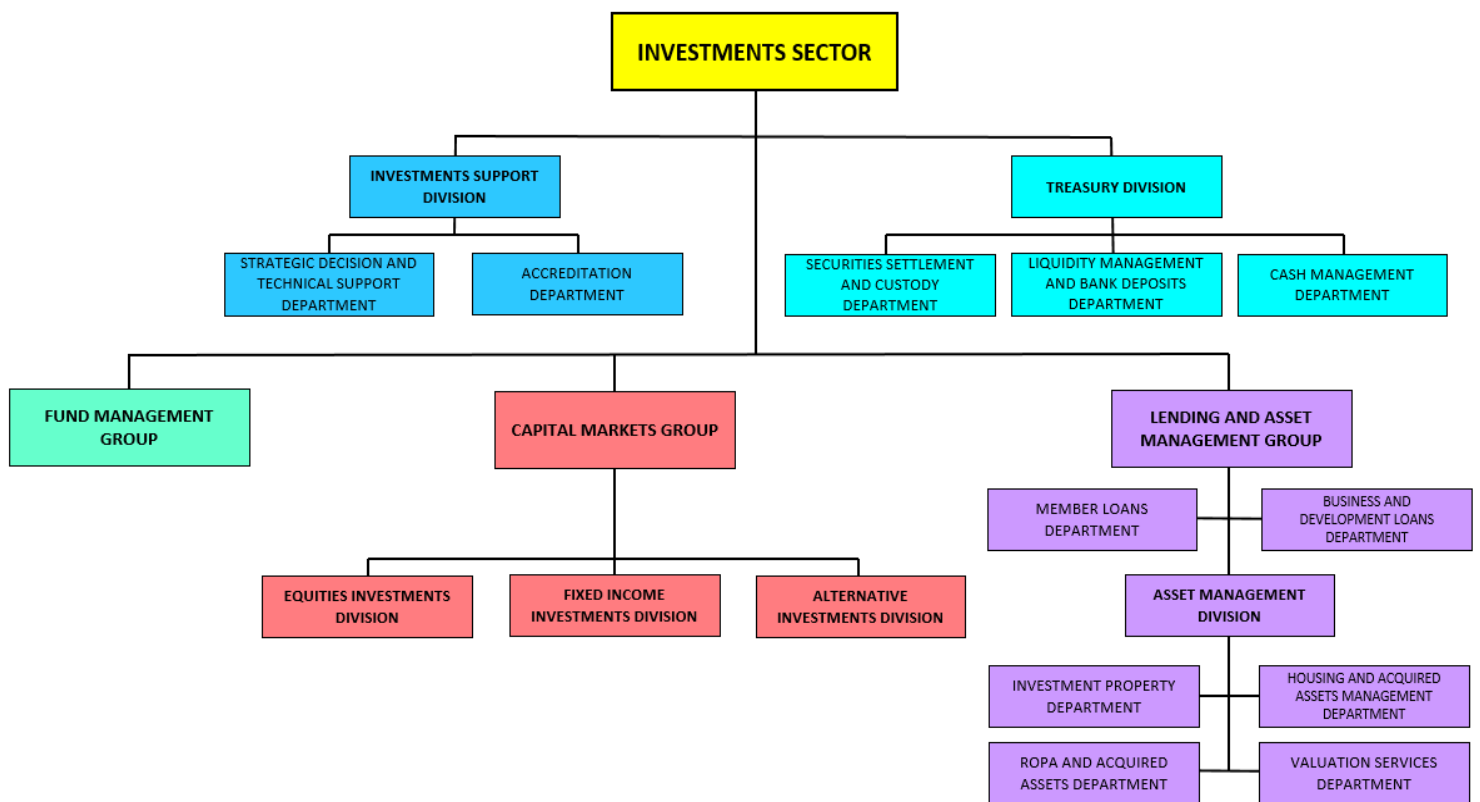 INVESTMENTS SECTOR
INVESTMENTS SUPPORT
DIVISION
TREASURY DIVISION
STRATEGIC DECISION AND
TECHNICAL SUPPORT
DEPARTMENT
ACCREDITATION
DEPARTMENT
SECURITIES SETTLEMENT
AND CUSTODY
DEPARTMENT
LIQUIDITY MANAGEMENT
AND BANK DEPOSITS
DEPARTMENT
CASH MANAGEMENT
DEPARTMENT
FUND MANAGEMENT
GROUP
CAPITAL MARKETS GROUP
LENDING AND ASSET
MANAGEMENT GROUP
MEMBER LOANS
DEPARTMENT
BUSINESS AND
DEVELOPMENT LOANS
DEPARTMENT
EQUITIES INVESTMENTS
DIVISION
FIXED INCOME
INVESTMENTS DIVISION
ALTERNATIVE
INVESTMENTS DIVISION
ASSET MANAGEMENT
DIVISION
INVESTMENT PROPERTY
DEPARTMENT
HOUSING AND ACQUIRED
ASSETS MANAGEMENT
DEPARTMENT
ROPA AND ACQUIRED
ASSETS DEPARTMENT
VALUATION SERVICES
DEPARTMENT